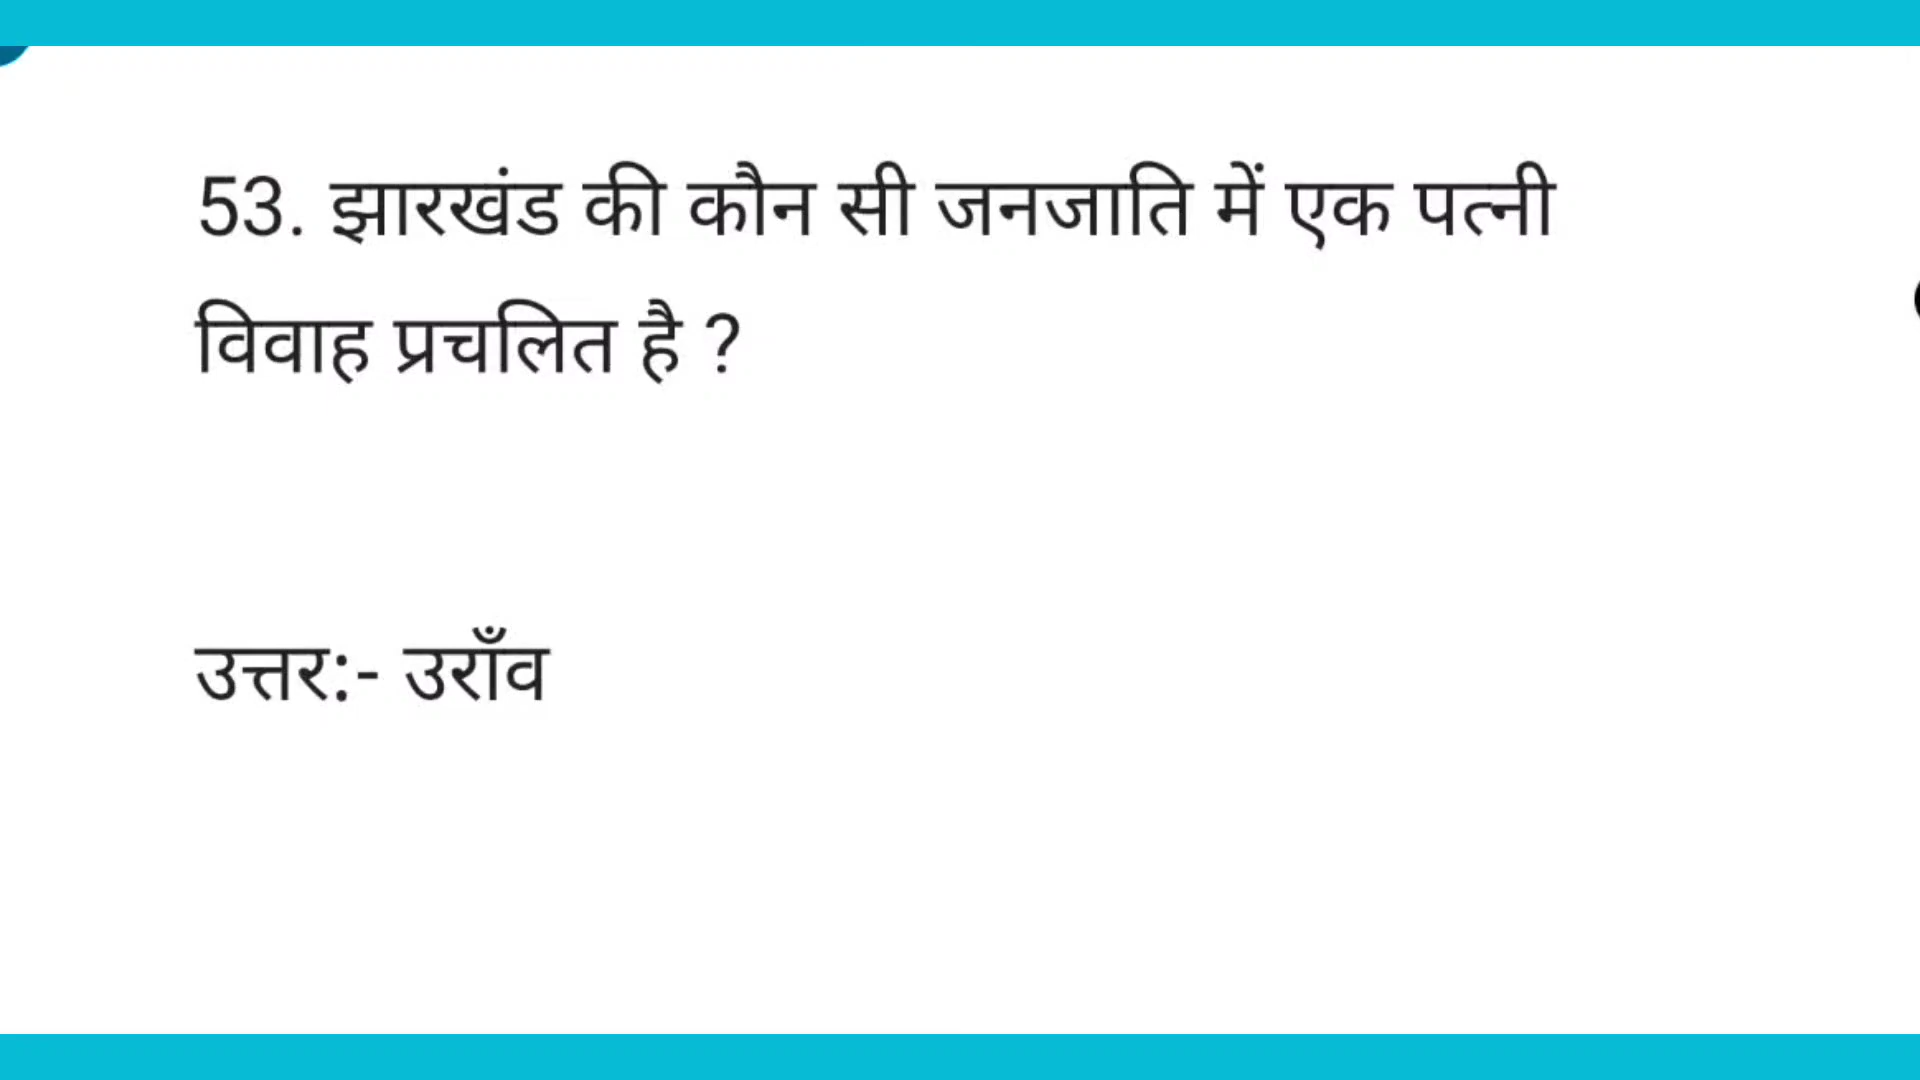 53. झारखंड की कौन सी जनजाति में एक पत्नी
विवाह प्रचलित है ?
उत्तर:- उराँव